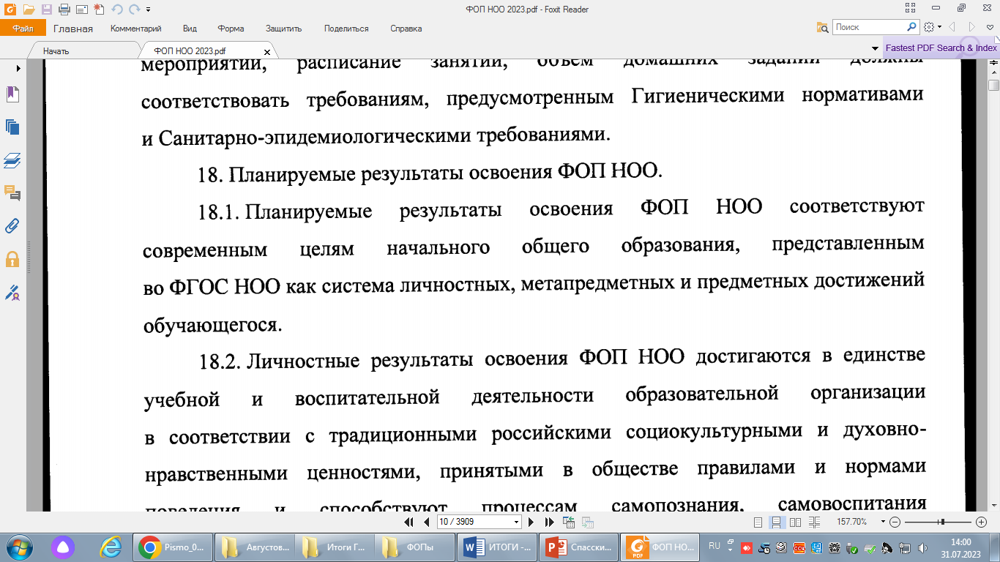 ФОП НОО 2023.pdf - Foxit Reader
Файл Главная Комментарий Вид Форма Защитить Поделиться Справка Поиск
Начать ФОП НОО 2023.pdf Fastest PDF Search & Index
мероприятий, расписание занятий, объем домашних заданий должны
соответствовать требованиям, предусмотренным Гигиеническими нормативами
и Санитарно-эпидемиологическими требованиями.
18. Планируемые результаты освоения ФОП НОО.
18.1. Планируемые результаты освоения ФОП НОО соответствуют
современным целям начального общего образования, представленным
во ФГОС НОО как система личностных, метапредметных и предметных достижений
обучающегося.
18.2. Личностные результаты освоения ФОП НОО достигаются в единстве
учебной и воспитательной деятельности образовательной организации
в соответствии с традиционными российскими социокультурными и духовно-
нравственными ценностями, принятыми в обществе правилами и нормами
поведения и способствуют процессам самопознания, самовоспитания
10 / 3909 157.70%
Pismo_0... Августов... Итоги Г... ФОПы ИТОГИ -... Спасски... ФОП НО... RU 14:00
31.07.2023